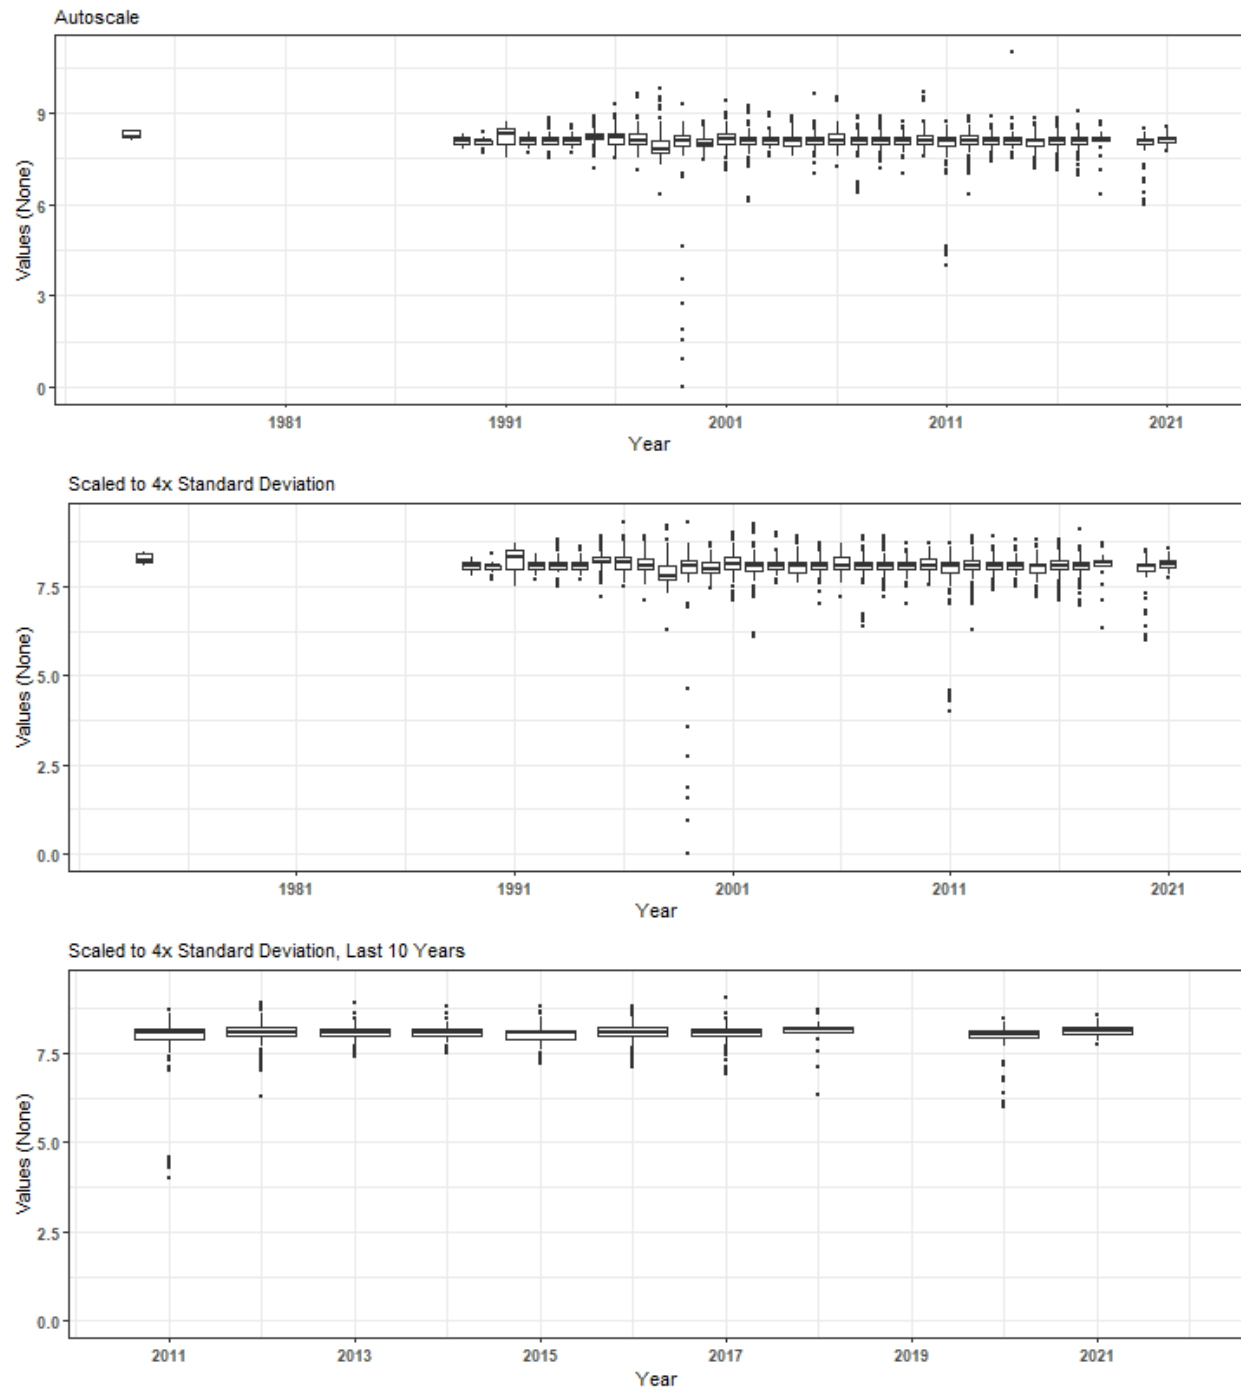 Autoscale
Values (None)
9
6
3
0
1981 1991 2001 2011 2021
Year
Scaled to 4x Standard Deviation
Values (None)
7.5
5.0
2.5
0.0
1981 1991 2001 2011 2021
Year
Scaled to 4x Standard Deviation, Last 10 Years
Values (None)
7.5
5.0
2.5
0.0
2011 2013 2015 2017 2019 2021
Year